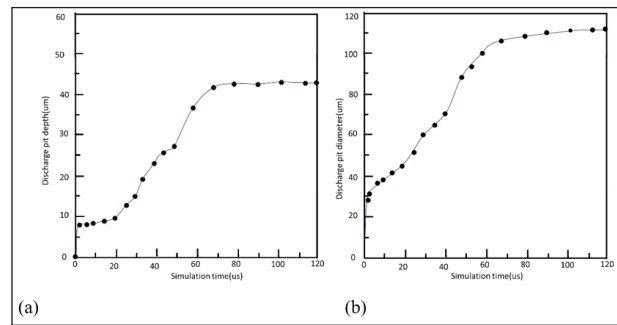 60
50
40
30
20
10
0
Discharge pit depth(um)
0 20 40 60 80 100 120
Simulation time(us)
(a)
120
100
80
60
40
20
0
Discharge pit diameter(um)
0 20 40 60 80 100 120
Simulation time(us)
(b)